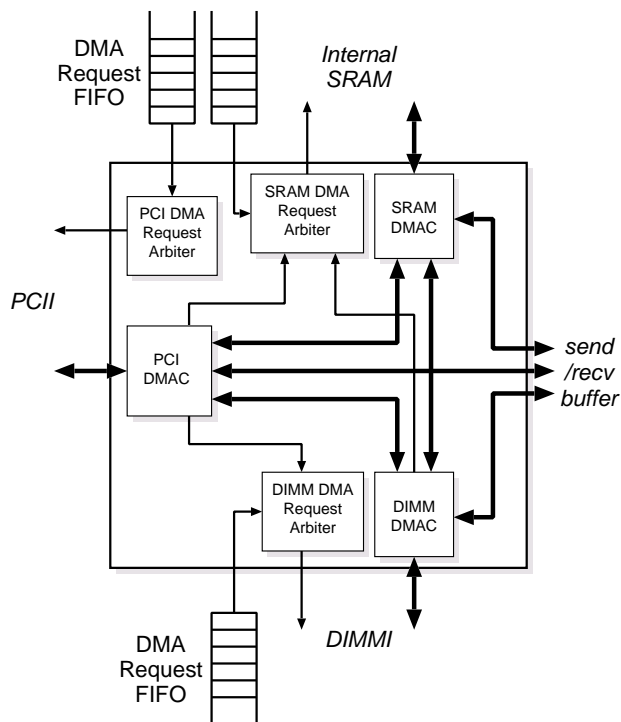 DMA
Request
FIFO
Internal
SRAM
SRAM DMA
Request
Arbiter
SRAM
DMAC
PCI DMA
Request
Arbiter
PCII
PCI
DMAC
send
/recv
buffer
DIMM DMA
Request
Arbiter
DIMM
DMAC
DMA
Request
FIFO
DIMMI